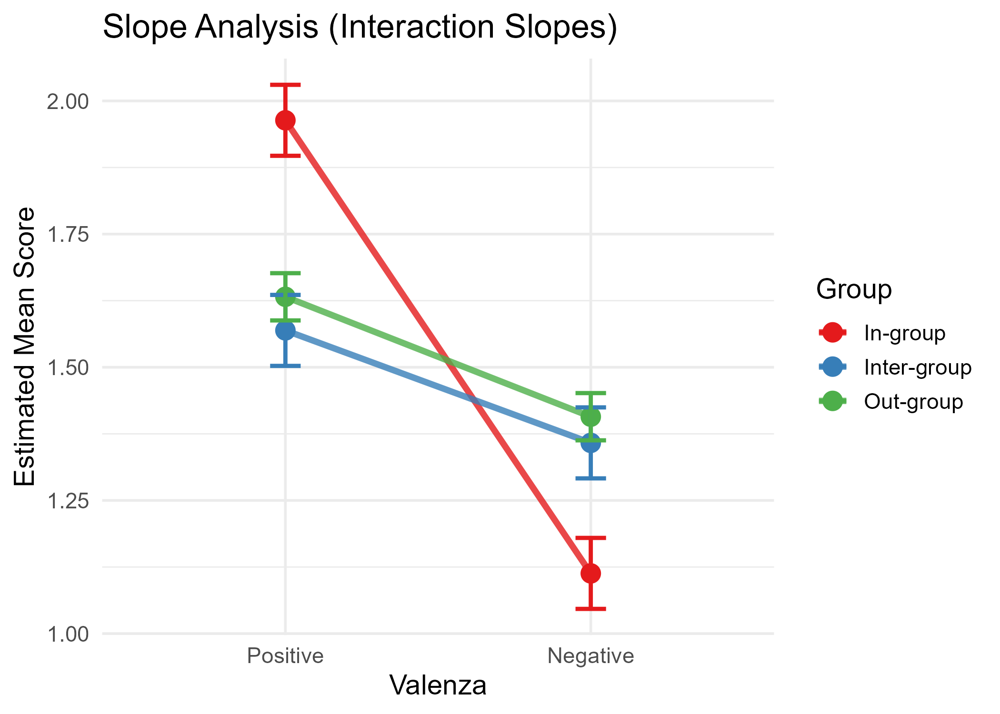 Slope Analysis (Interaction Slopes)
Estimated Mean Score
2.00
1.75
1.50
1.25
1.00
Positive
Negative
Valenza
Group
In-group
Inter-group
Out-group